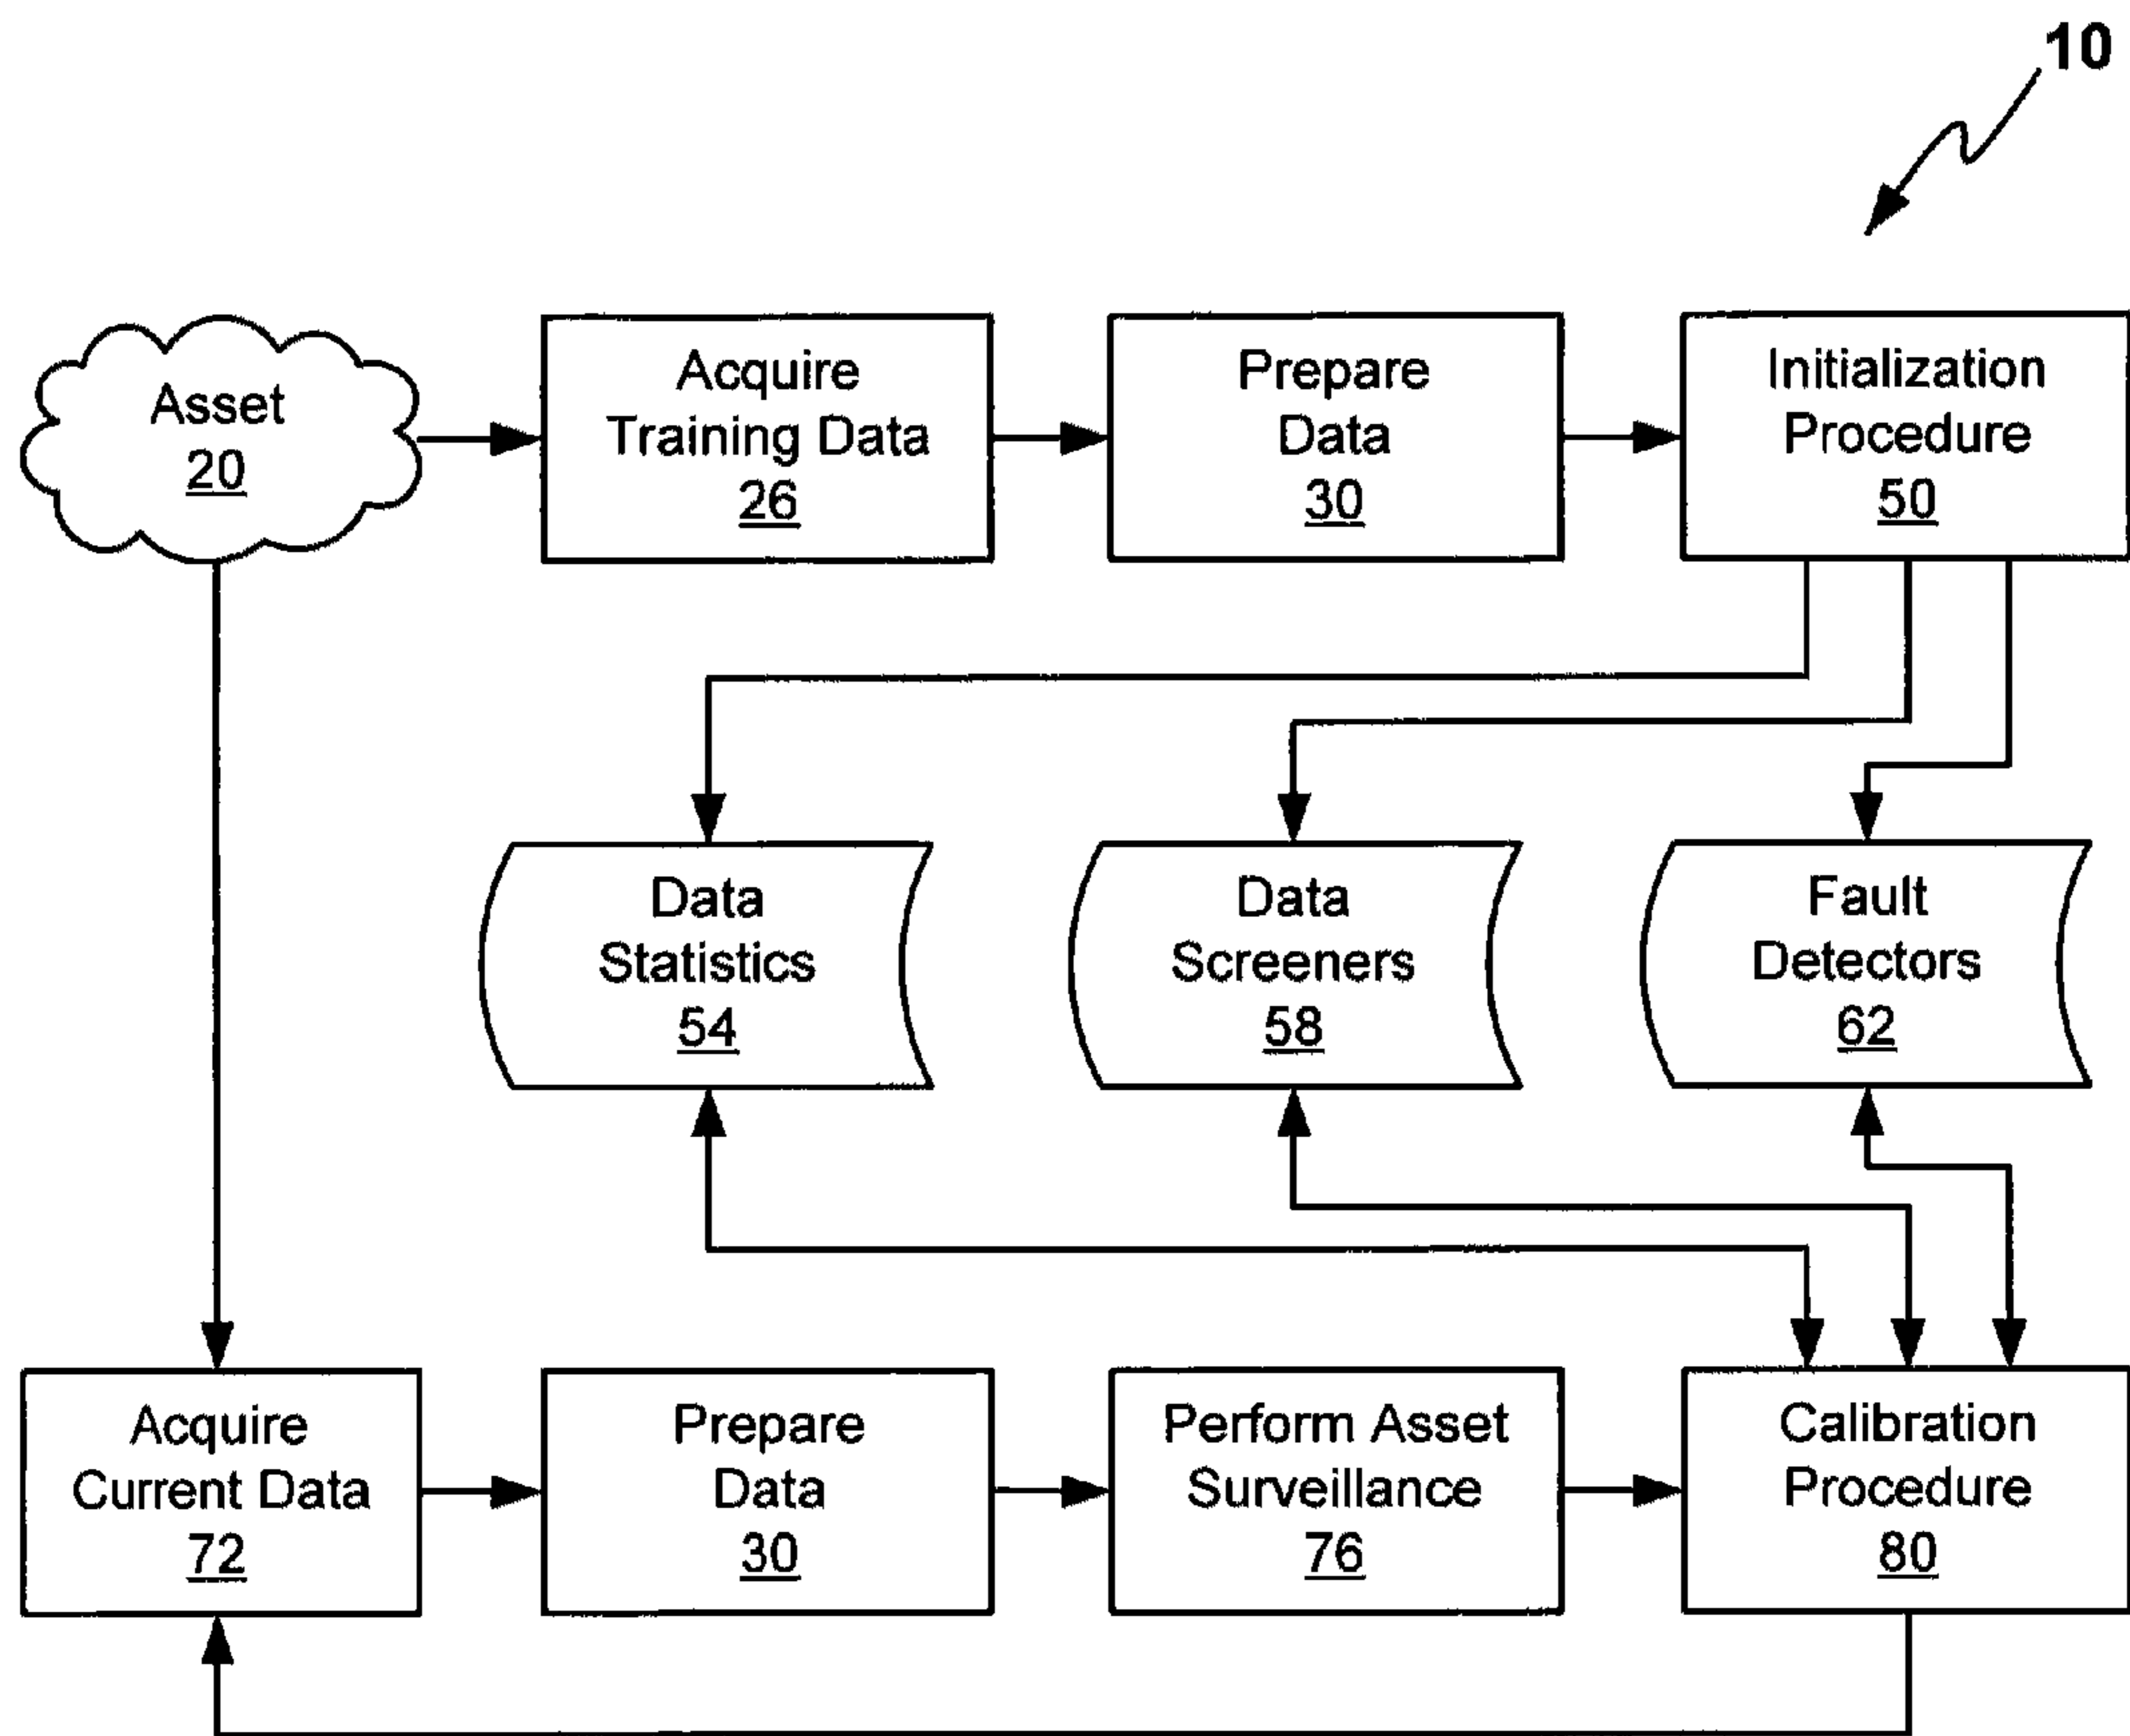 10
Asset
20
Acquire
Training Data
26
Prepare
Data
30
Initialization
Procedure
50
Data
Statistics
54
Data
Screeners
58
Fault
Detectors
62
Acquire
Current Data
72
Prepare
Data
30
Perform Asset
Surveillance
76
Calibration
Procedure
80